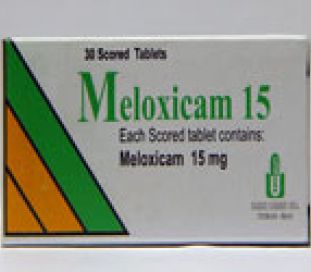 30 Scored Tablets
Meloxicam 15
Each Scored tablet contains:
Meloxicam 15 mg